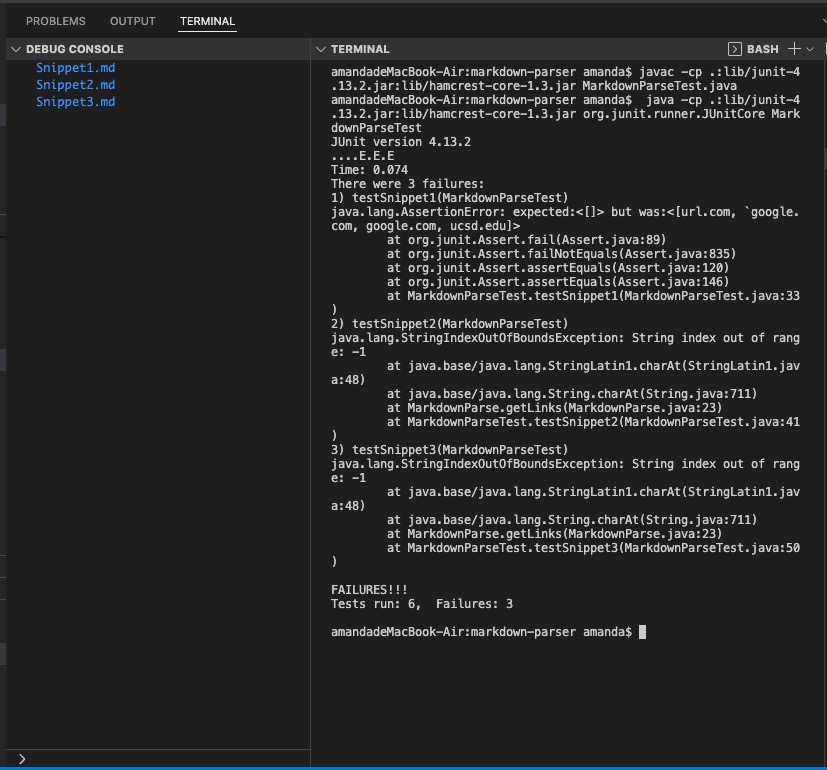 PROBLEMS OUTPUT TERMINAL
DEBUG CONSOLE
Snippet1.md
Snippet2.md
Snippet3.md
TERMINAL
BASH
amandadeMacBook-Air:markdown-parser amanda$ javac -cp .:lib/junit-4
.13.2.jar:lib/hamcrest-core-1.3.jar MarkdownParseTest.java
amandadeMacBook-Air:markdown-parser amanda$  java -cp .:lib/junit-4
.13.2.jar:lib/hamcrest-core-1.3.jar org.junit.runner.JUnitCore Mark
downParseTest
JUnit version 4.13.2
....E.E.E
Time: 0.074
There were 3 failures:
1) testSnippet1(MarkdownParseTest)
java.lang.AssertionError: expected:<[]> but was:<[url.com, `google.
com, google.com, ucsd.edu]>
at org.junit.Assert.fail(Assert.java:89)
at org.junit.Assert.failNotEquals(Assert.java:835)
at org.junit.Assert.assertEquals(Assert.java:120)
at org.junit.Assert.assertEquals(Assert.java:146)
at MarkdownParseTest.testSnippet1(MarkdownParseTest.java:33
)
2) testSnippet2(MarkdownParseTest)
java.lang.StringIndexOutOfBoundsException: String index out of rang
e: -1
at java.base/java.lang.StringLatin1.charAt(StringLatin1.jav
a:48)
at java.base/java.lang.String.charAt(String.java:711)
at MarkdownParse.getLinks(MarkdownParse.java:23)
at MarkdownParseTest.testSnippet2(MarkdownParseTest.java:41
)
3) testSnippet3(MarkdownParseTest)
java.lang.StringIndexOutOfBoundsException: String index out of rang
e: -1
at java.base/java.lang.StringLatin1.charAt(StringLatin1.jav
a:48)
at java.base/java.lang.String.charAt(String.java:711)
at MarkdownParse.getLinks(MarkdownParse.java:23)
at MarkdownParseTest.testSnippet3(MarkdownParseTest.java:50
)
FAILURES!!!
Tests run: 6,  Failures: 3
amandadeMacBook-Air:markdown-parser amanda$